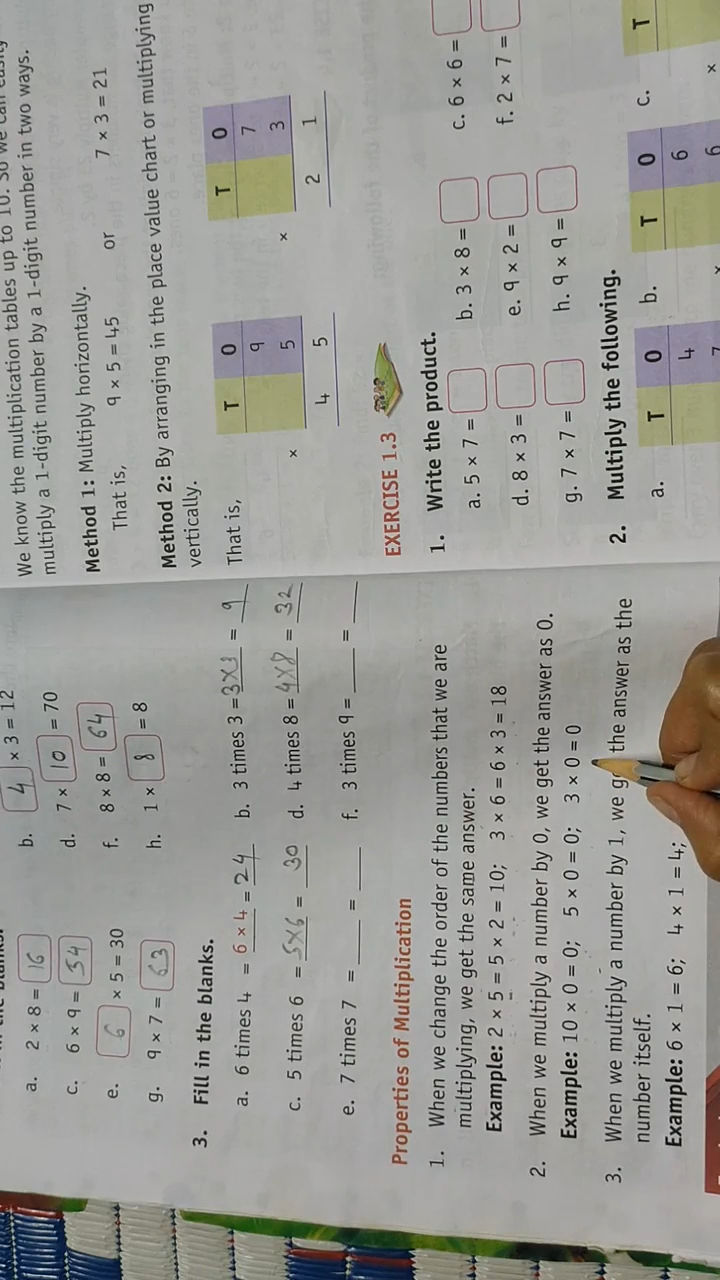 a. 2 × 8 = 16
b. 4 × 3 = 12
c. 6 × 9 = 54
d. 7 × 10 = 70
e. 6 × 5 = 30
f. 8 × 8 = 64
g. 9 × 7 = 63
h. 1 × 8 = 8
3. Fill in the blanks.
a. 6 times 4 = 6 × 4 = 24
b. 3 times 3 = 3×3 = 9
c. 5 times 6 = 5×6 = 30
d. 4 times 8 = 4×8 = 32
e. 7 times 7 = ____ = ____
f. 3 times 9 = ____ = ____
Properties of Multiplication
1. When we change the order of the numbers that we are
multiplying, we get the same answer.
Example: 2 × 5 = 5 × 2 = 10; 3 × 6 = 6 × 3 = 18
2. When we multiply a number by 0, we get the answer as 0.
Example: 10 × 0 = 0; 5 × 0 = 0; 3 × 0 = 0
3. When we multiply a number by 1, we the answer as the
number itself.
Example: 6 × 1 = 6; 4 × 1 = 4;
We know the multiplication tables up to 10. So we can easily
multiply a 1-digit number by a 1-digit number in two ways.
Method 1: Multiply horizontally.
That is, 9 × 5 = 45 or 7 × 3 = 21
Method 2: By arranging in the place value chart or multiplying
vertically.
That is,
T O T O
9 7
× 5 × 3
4 5 2 1
EXERCISE 1.3
1. Write the product.
a. 5 × 7 =
b. 3 × 8 =
c. 6 × 6 =
d. 8 × 3 =
e. 9 × 2 =
f. 2 × 7 =
g. 7 × 7 =
h. 9 × 9 =
2. Multiply the following.
a. T O b. T O c. T
4 6
7 × 6 ×